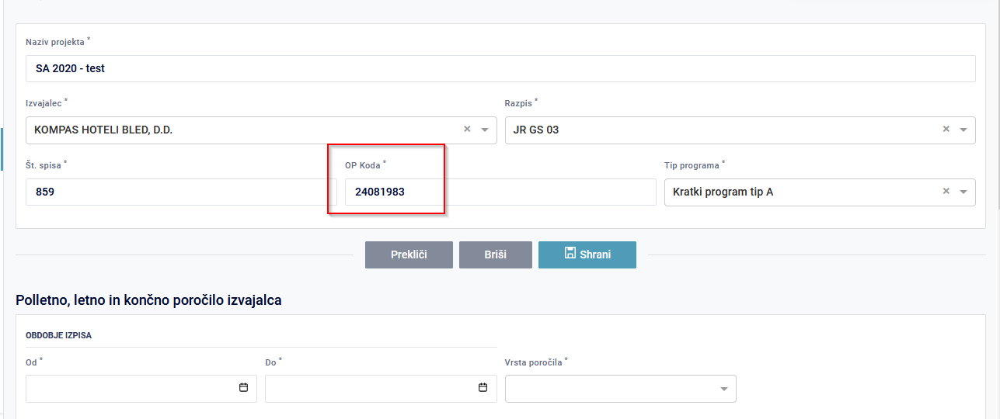 Naziv projekta *
SA 2020 - test
Izvajalec *
Razpis *
KOMPAS HOTELI BLED, D.D.
JR GS 03
Št. spisa *
OP Koda *
Tip programa *
859
24081983
Kratki program tip A
Prekliči
Briši
Shrani
Polletno, letno in končno poročilo izvajalca
OBDOBJE IZPISA
Od *
Do *
Vrsta poročila *